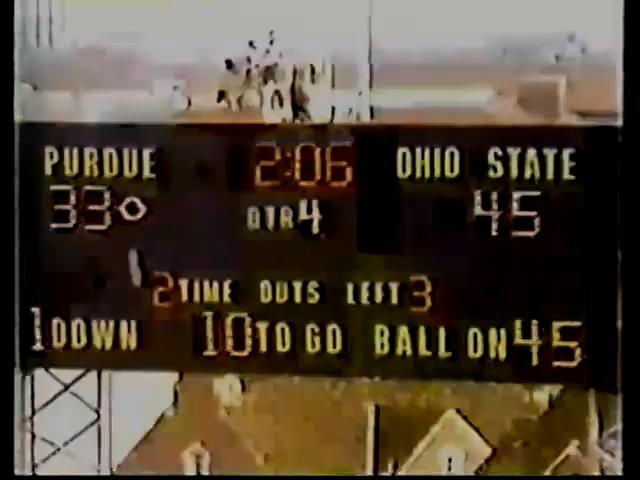 PURDUE 2:06 OHIO STATE
33 QTR 4 45
2 TIME OUTS LEFT 3
1 DOWN 10 TO GO BALL ON 45